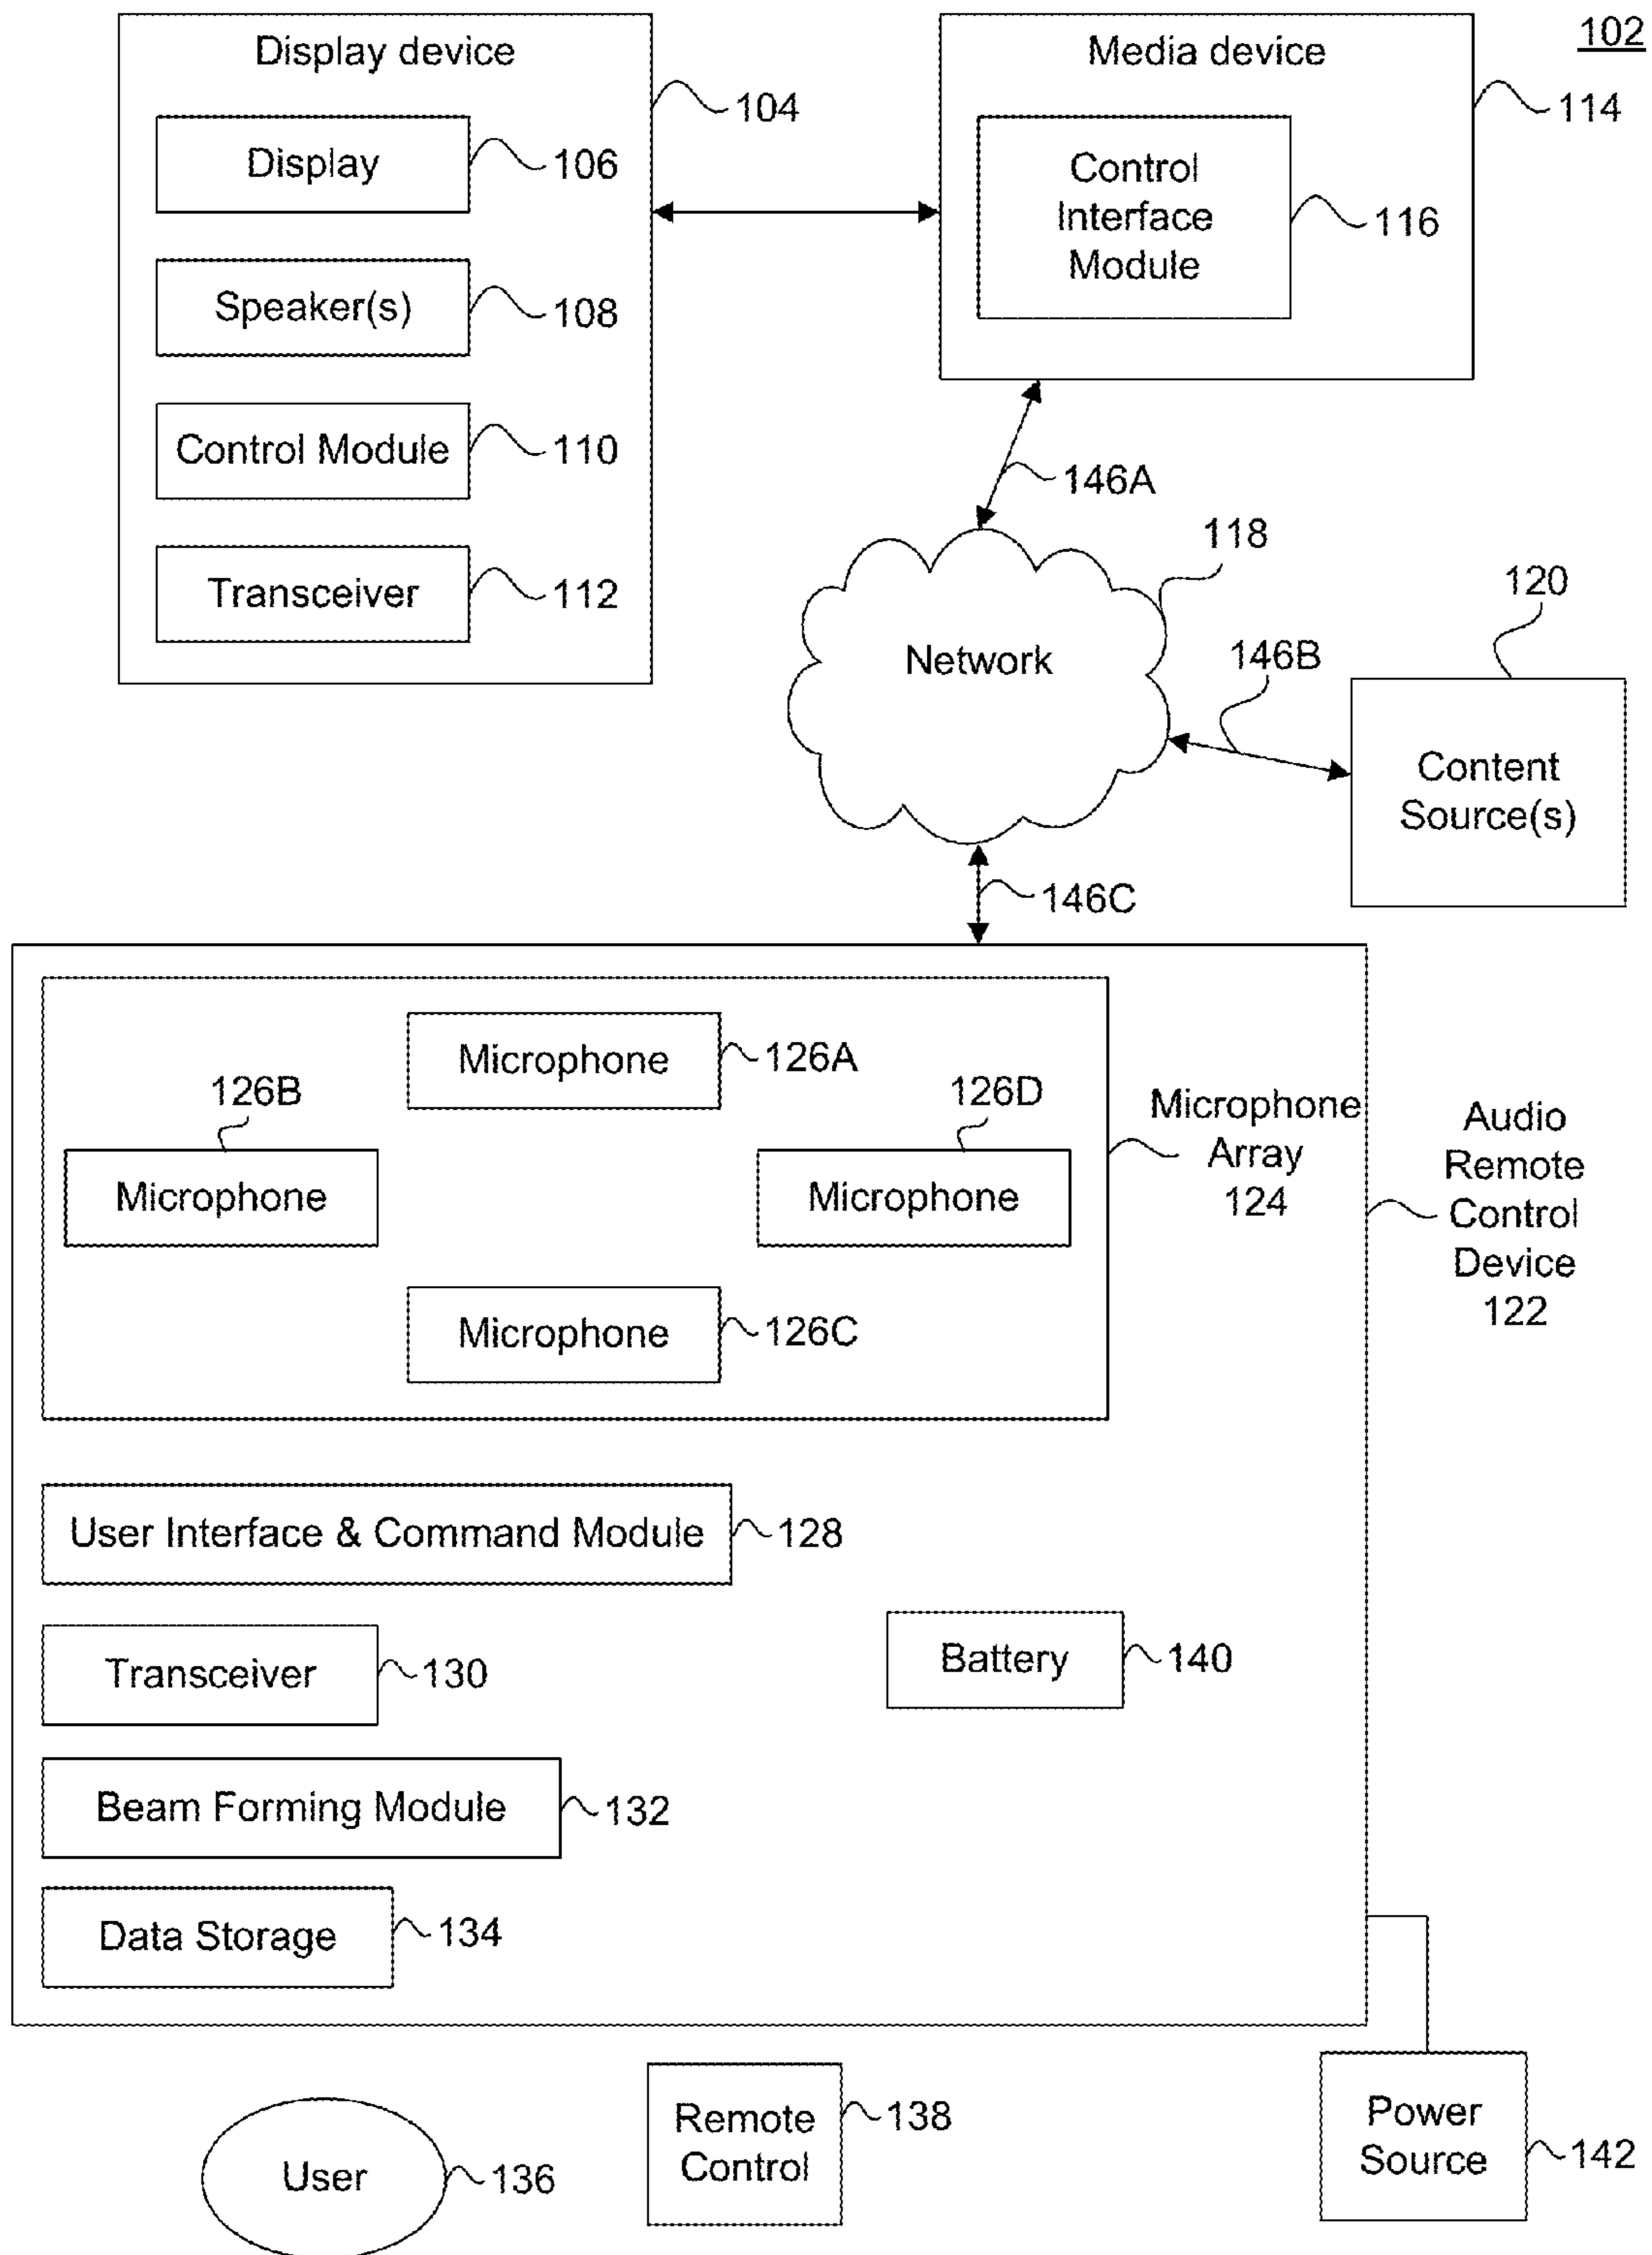 102
Display device
104
Display
106
Speaker(s)
108
Control Module
110
Transceiver
112
Media device
114
Control
Interface
Module
116
146A
118
Network
120
146B
Content
Source(s)
146C
Microphone
126A
126B
Microphone
126D
Microphone
Microphone
126C
Microphone
Array
124
Audio
Remote
Control
Device
122
User Interface & Command Module
128
Transceiver
130
Battery
140
Beam Forming Module
132
Data Storage
134
User
136
Remote
Control
138
Power
Source
142